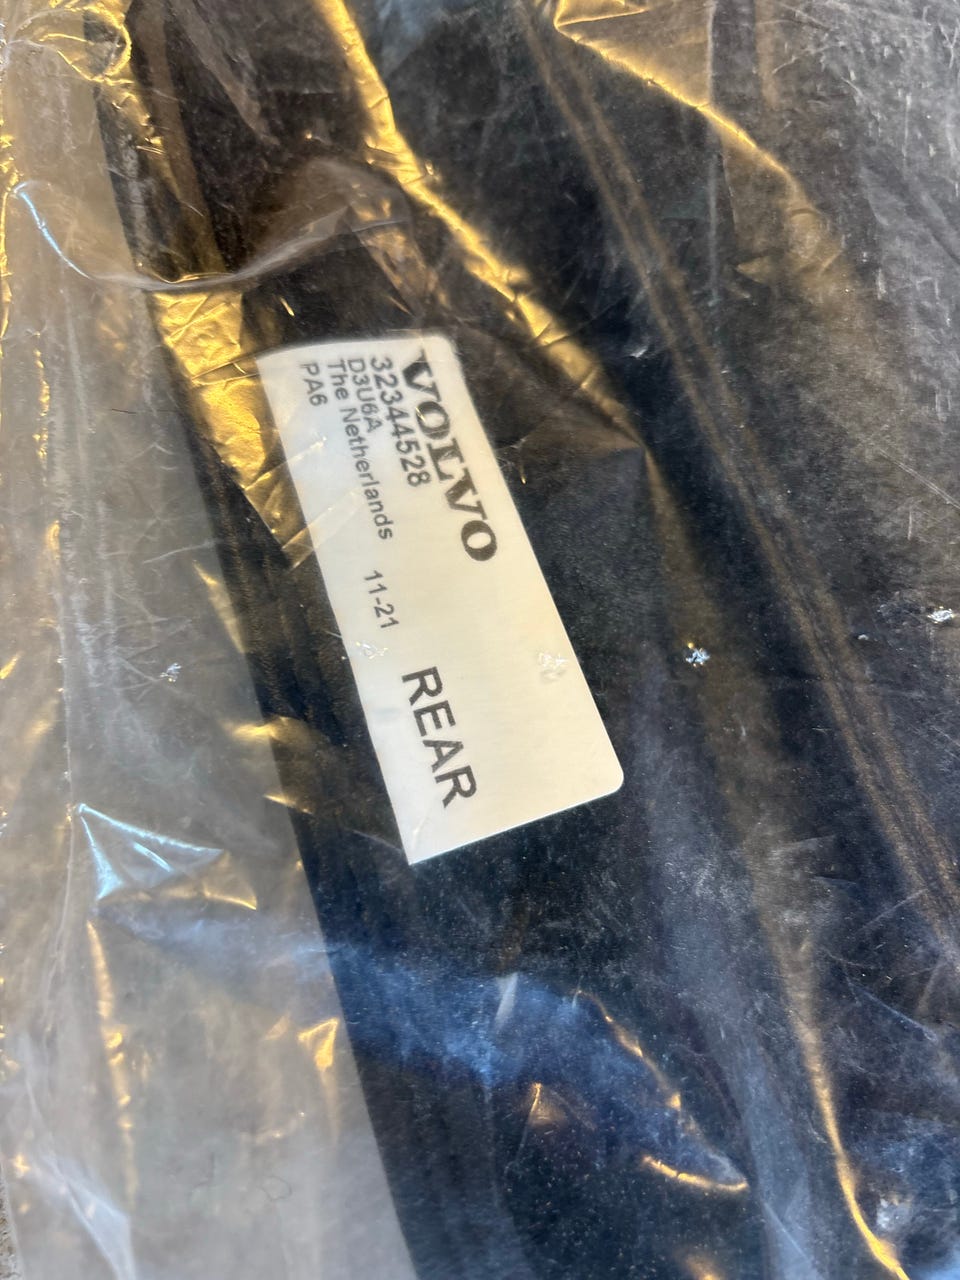 VOLVO
32344528
D3U6A
The Netherlands 11-21
PA6
REAR